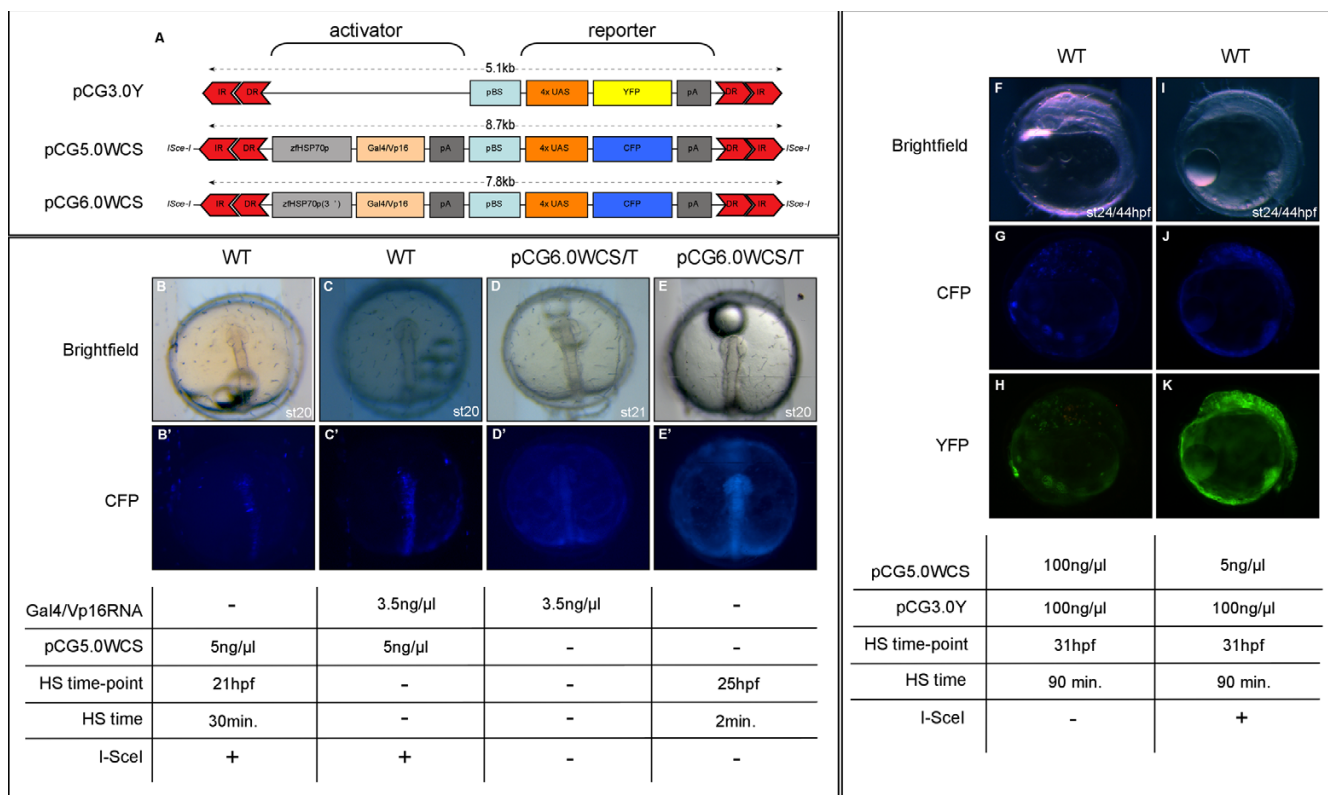 A
activator
reporter
5.1kb
pCG3.0Y
IR DR pBS 4x UAS YFP pA DR IR
8.7kb
pCG5.0WCS
ISce-I IR DR zfHSP70p Gal4/Vp16 pA pBS 4x UAS CFP pA DR IR ISce-I
7.8kb
pCG6.0WCS
ISce-I IR DR zfHSP70p(3´) Gal4/Vp16 pA pBS 4x UAS CFP pA DR IR ISce-I
WT WT pCG6.0WCS/T pCG6.0WCS/T
Brightfield
B C D E
st20 st20 st21 st20
CFP
B' C' D' E'
Gal4/Vp16RNA - 3.5ng/µl 3.5ng/µl -
pCG5.0WCS 5ng/µl 5ng/µl - -
HS time-point 21hpf - - 25hpf
HS time 30min. - - 2min.
I-SceI + + - -
WT WT
Brightfield
F I
st24/44hpf st24/44hpf
CFP
G J
YFP
H K
pCG5.0WCS 100ng/µl 5ng/µl
pCG3.0Y 100ng/µl 100ng/µl
HS time-point 31hpf 31hpf
HS time 90 min. 90 min.
I-SceI - +